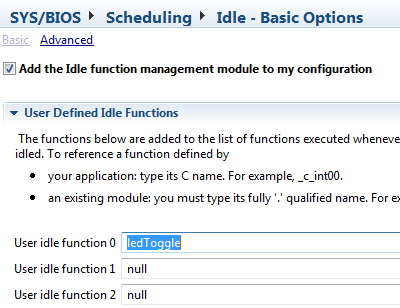 SYS/BIOS Scheduling Idle - Basic Options
Basic Advanced
Add the Idle function management module to my configuration
User Defined Idle Functions
The functions below are added to the list of functions executed wheneve
idled. To reference a function defined by
• your application: type its C name. For example, _c_int00.
• an existing module: you must type its fully '.' qualified name. For ex
User idle function 0 ledToggle
User idle function 1 null
User idle function 2 null